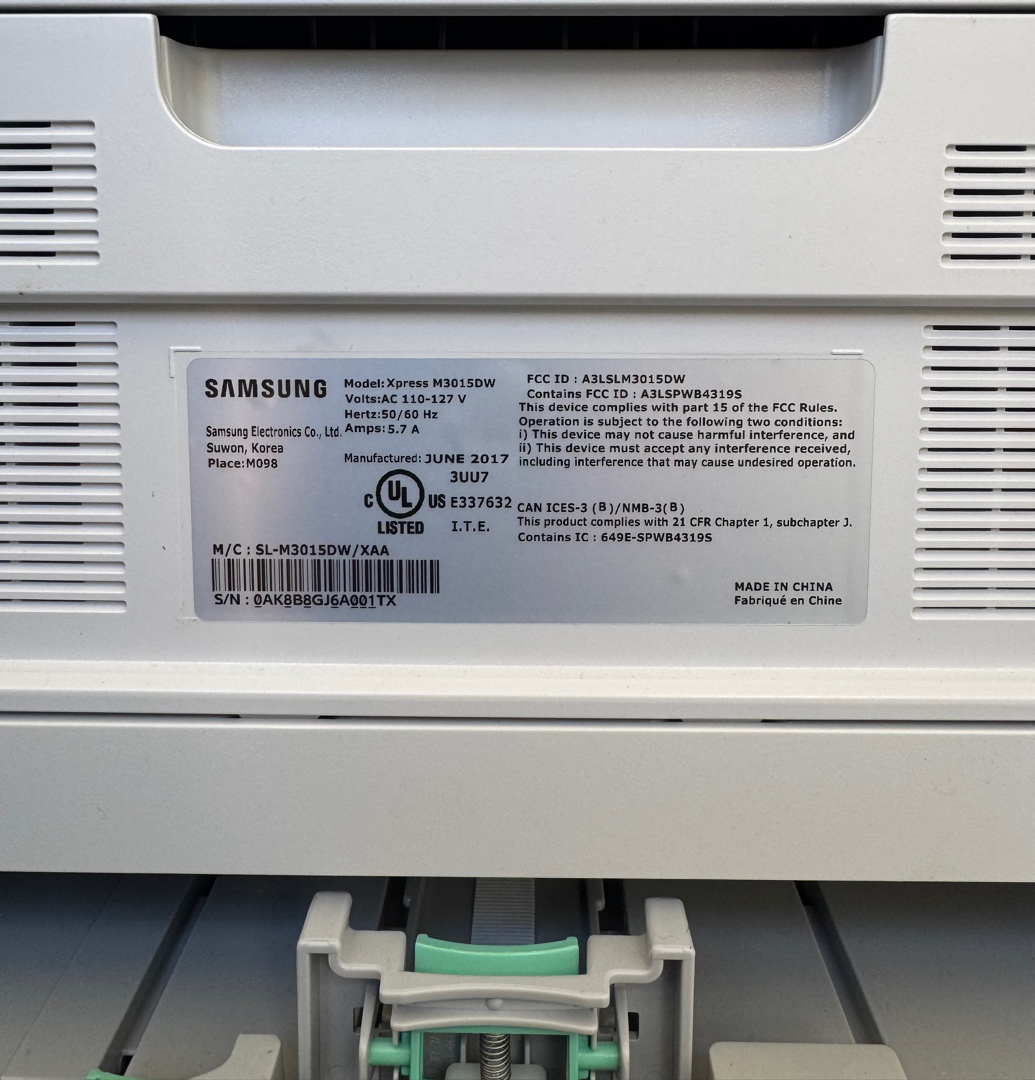 SAMSUNG
Samsung Electronics Co., Ltd.
Suwon, Korea
Place:M098
Model:Xpress M3015DW
Volts:AC 110-127 V
Hertz:50/60 Hz
Amps:5.7 A
Manufactured: JUNE 2017
3UU7
C UL US E337632
LISTED I.T.E.
M/C : SL-M3015DW/XAA
S/N : 0AK8B8GJ6A001TX
FCC ID : A3LSLM3015DW
Contains FCC ID : A3LSPWB4319S
This device complies with part 15 of the FCC Rules.
Operation is subject to the following two conditions:
i) This device may not cause harmful interference, and
ii) This device must accept any interference received,
including interference that may cause undesired operation.
CAN ICES-3 (B)/NMB-3(B)
This product complies with 21 CFR Chapter 1, subchapter J.
Contains IC : 649E-SPWB4319S
MADE IN CHINA
Fabriqué en Chine